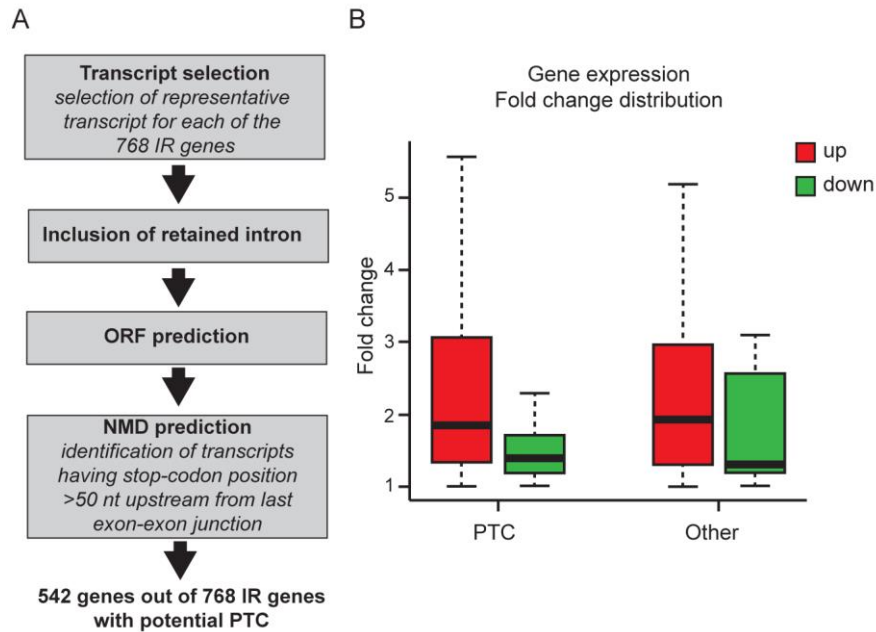 A
Transcription selection
selection of representative
transcript for each of the
768 IR genes
Inclusion of retained intron
ORF prediction
NMD prediction
identification of transcripts
having stop-codon position
>50 nt upstream from last
exon-exon junction
542 genes out of 768 IR genes
with potential PTC
B
Gene expression
Fold change distribution
up
down
Fold change
5
4
3
2
1
PTC
Other